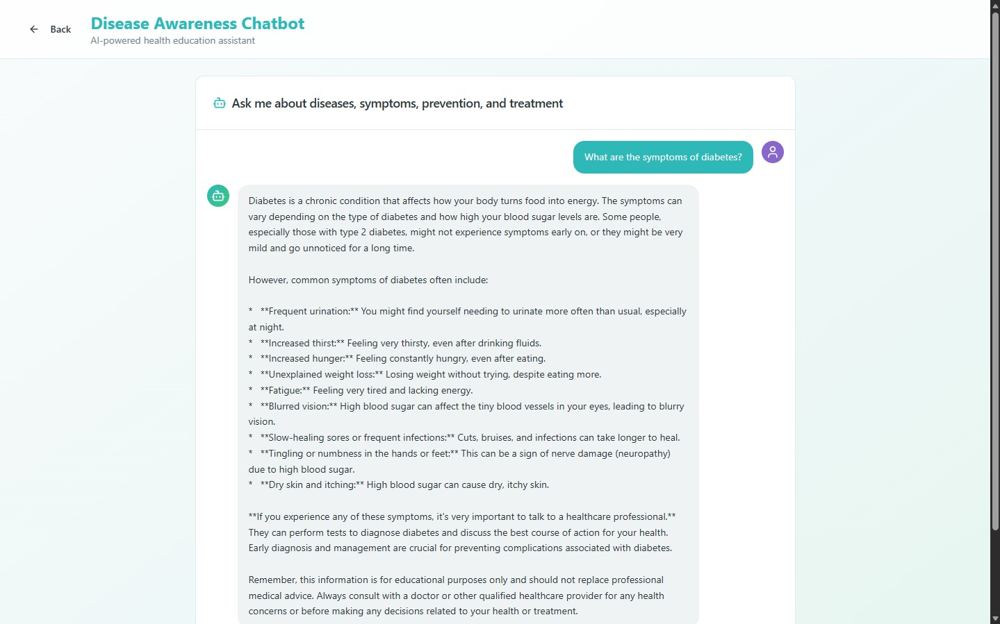 Back
Disease Awareness Chatbot
AI-powered health education assistant
Ask me about diseases, symptoms, prevention, and treatment
What are the symptoms of diabetes?
Diabetes is a chronic condition that affects how your body turns food into energy. The symptoms can
vary depending on the type of diabetes and how high your blood sugar levels are. Some people,
especially those with type 2 diabetes, might not experience symptoms early on, or they might be very
mild and go unnoticed for a long time.
However, common symptoms of diabetes often include:
*   **Frequent urination:** You might find yourself needing to urinate more often than usual, especially
at night.
*   **Increased thirst:** Feeling very thirsty, even after drinking fluids.
*   **Increased hunger:** Feeling constantly hungry, even after eating.
*   **Unexplained weight loss:** Losing weight without trying, despite eating more.
*   **Fatigue:** Feeling very tired and lacking energy.
*   **Blurred vision:** High blood sugar can affect the tiny blood vessels in your eyes, leading to blurry
vision.
*   **Slow-healing sores or frequent infections:** Cuts, bruises, and infections can take longer to heal.
*   **Tingling or numbness in the hands or feet:** This can be a sign of nerve damage (neuropathy)
due to high blood sugar.
*   **Dry skin and itching:** High blood sugar can cause dry, itchy skin.
**If you experience any of these symptoms, it's very important to talk to a healthcare professional.**
They can perform tests to diagnose diabetes and discuss the best course of action for your health.
Early diagnosis and management are crucial for preventing complications associated with diabetes.
Remember, this information is for educational purposes only and should not replace professional
medical advice. Always consult with a doctor or other qualified healthcare provider for any health
concerns or before making any decisions related to your health or treatment.